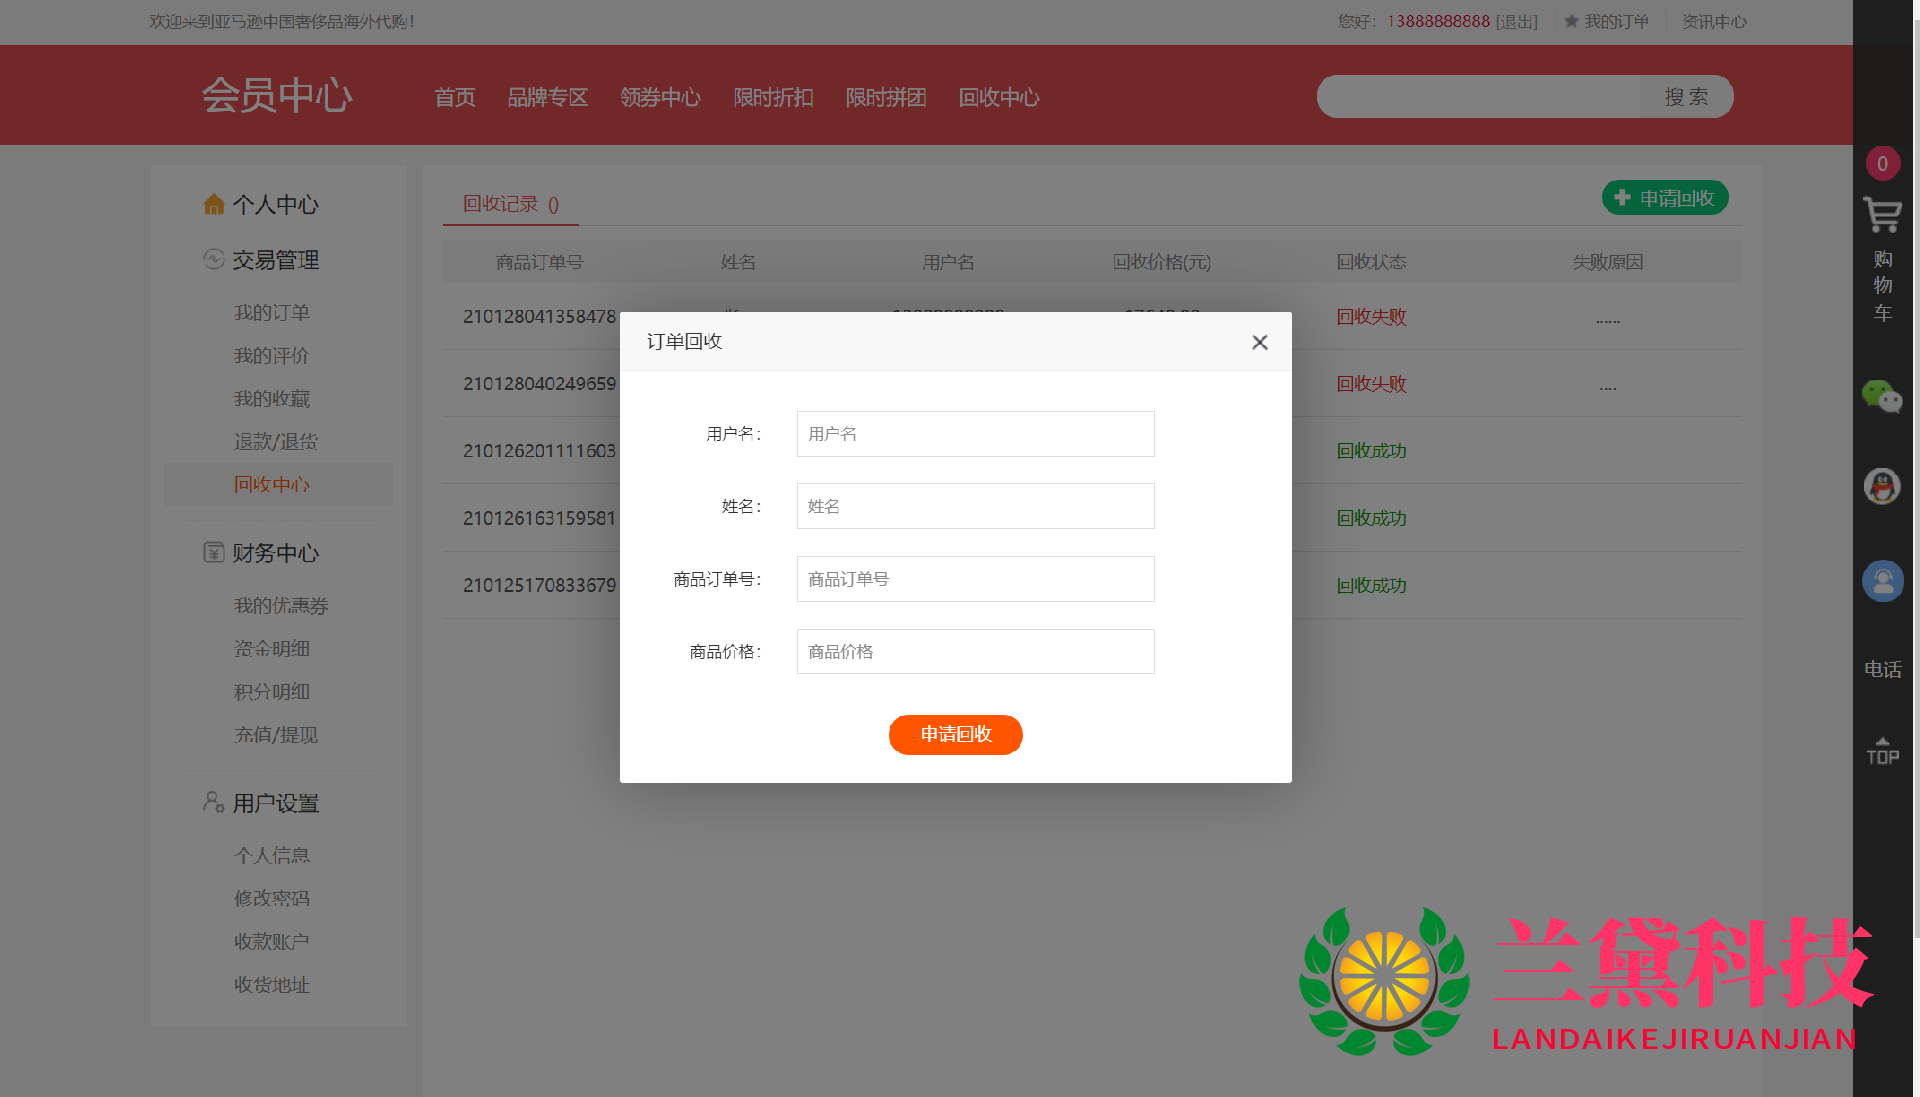 欢迎来到亚马逊中国奢侈品海外代购!
您好: 13888888888 [退出] 我的订单 资讯中心
会员中心 首页 品牌专区 领券中心 限时折扣 限时拼团 回收中心 搜 索
个人中心
交易管理
我的订单
我的评价
我的收藏
退款/退货
回收中心
财务中心
我的优惠券
资金明细
积分明细
充值/提现
用户设置
个人信息
修改密码
收款账户
收货地址
回收记录 ()
申请回收
商品订单号 姓名 用户名 回收价格(元) 回收状态 失败原因
210128041358478 回收失败 ......
210128040249659 回收失败 ....
210126201111603 回收成功
210126163159581 回收成功
210125170833679 回收成功
订单回收
用户名: 用户名
姓名: 姓名
商品订单号: 商品订单号
商品价格: 商品价格
申请回收
0
购
物
车
电话
TOP
兰黛科技
LANDAIKEJIRUANJIAN